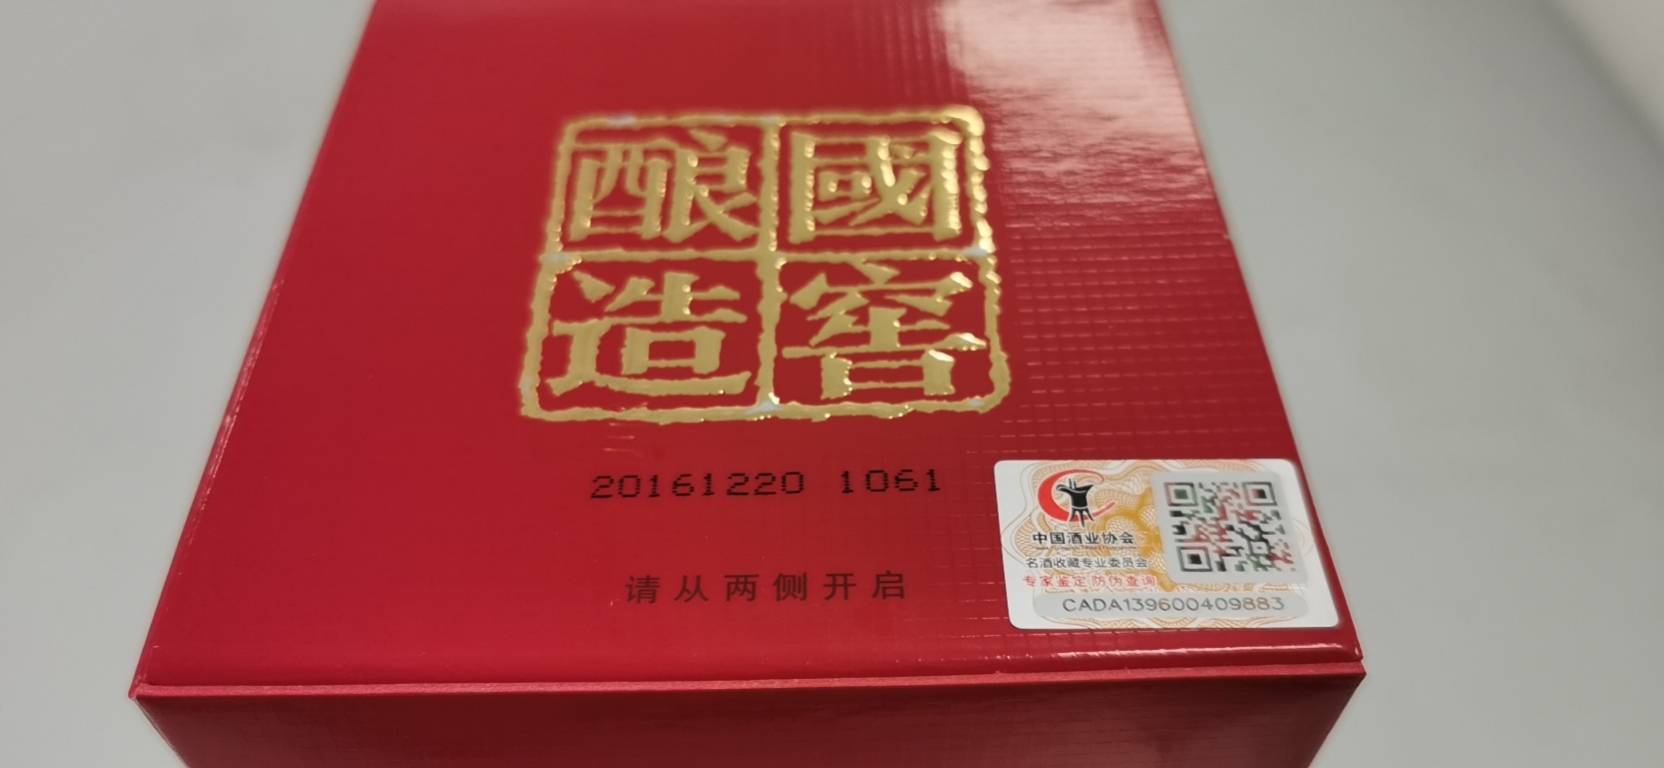 國窖
酿造
20161220 1061
请从两侧开启
中国酒业协会
名酒收藏专业委员会
专家鉴定 防伪查询
CADA139600409883